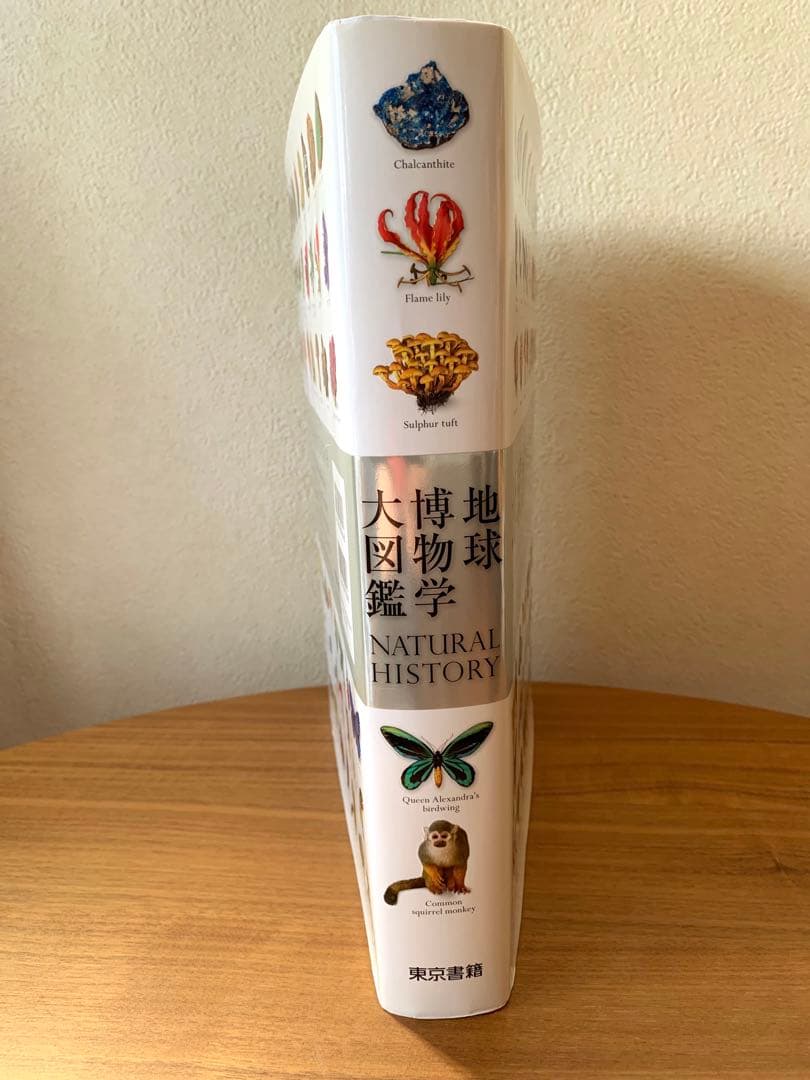 Chalcanthite
Flame lily
Sulphur tuft
地球
博物学
大図鑑
NATURAL
HISTORY
Queen Alexandra's
birdwing
Common
squirrel monkey
東京書籍